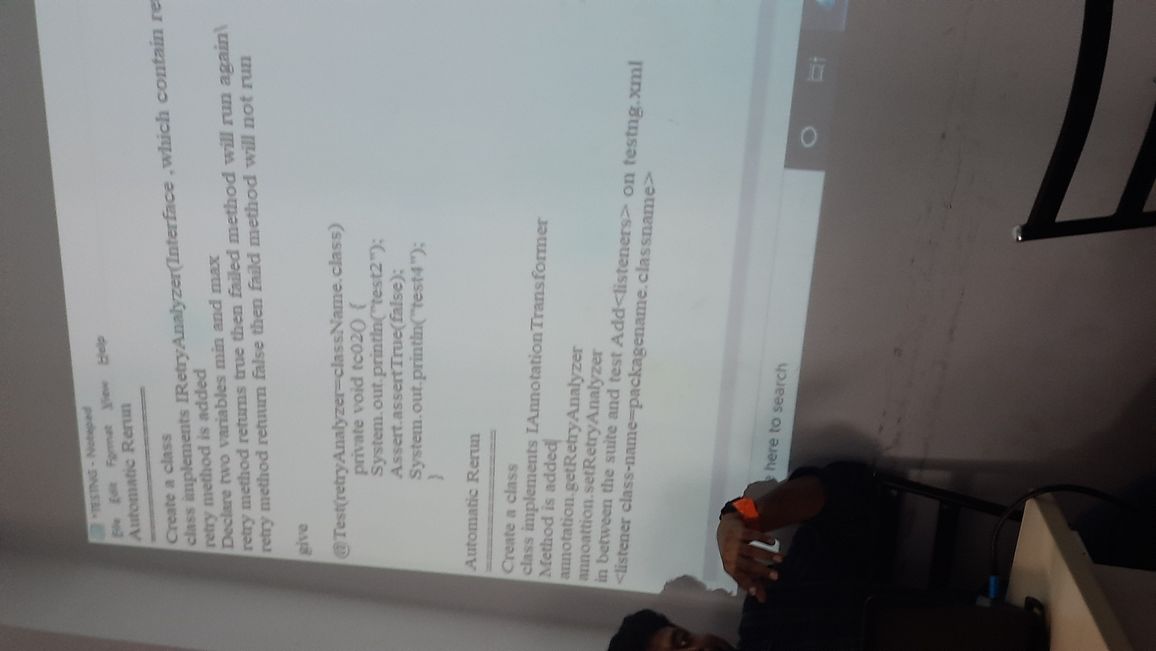 *TESTNG - Notepad
File Edit Format View Help
Automatic Rerun
==================
Create a class
class implements IRetryAnalyzer(Interface ,which contain
retry method is added
Declare two variables min and max
retry method returns true then failed method will run again\
retry method retuurn false then faild method will not run
give
@Test(retryAnalyzer=className.class)
private void tc02() {
System.out.println("test2");
Assert.assertTrue(false);
System.out.println("test4");
}
Automatic Rerun
==================
Create a class
class implements IAnnotationTransformer
Method is added
annotation.getRetryAnalyzer
annoattion.setRetryAnalyzer
in between the suite and test Add<listeners> on testng.xml
<listener class-name=packagename.classname>
here to search